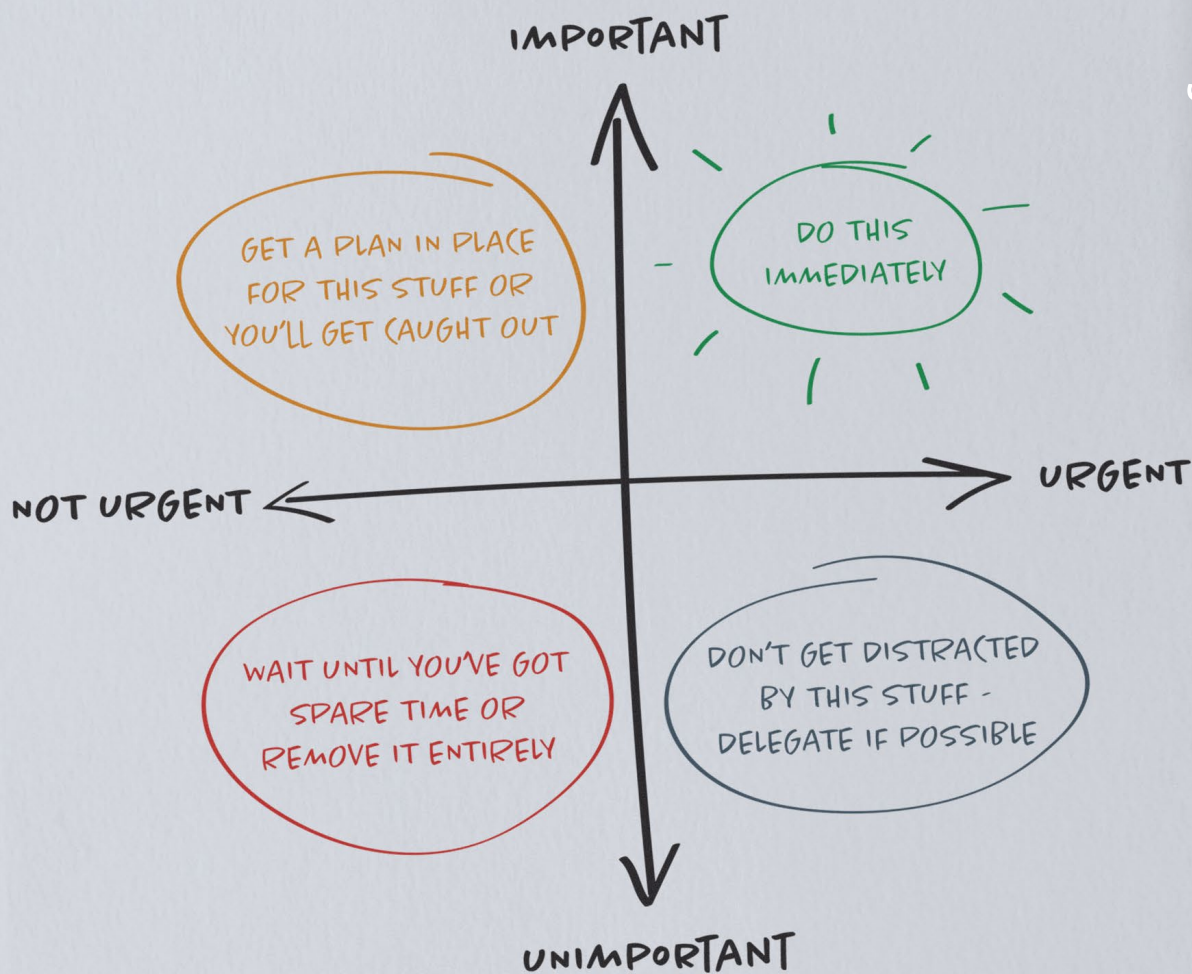 IMPORTANT
GET A PLAN IN PLACE
FOR THIS STUFF OR
YOU'LL GET CAUGHT OUT
DO THIS
IMMEDIATELY
NOT URGENT
URGENT
WAIT UNTIL YOU'VE GOT
SPARE TIME OR
REMOVE IT ENTIRELY
DON'T GET DISTRACTED
BY THIS STUFF -
DELEGATE IF POSSIBLE
UNIMPORTANT